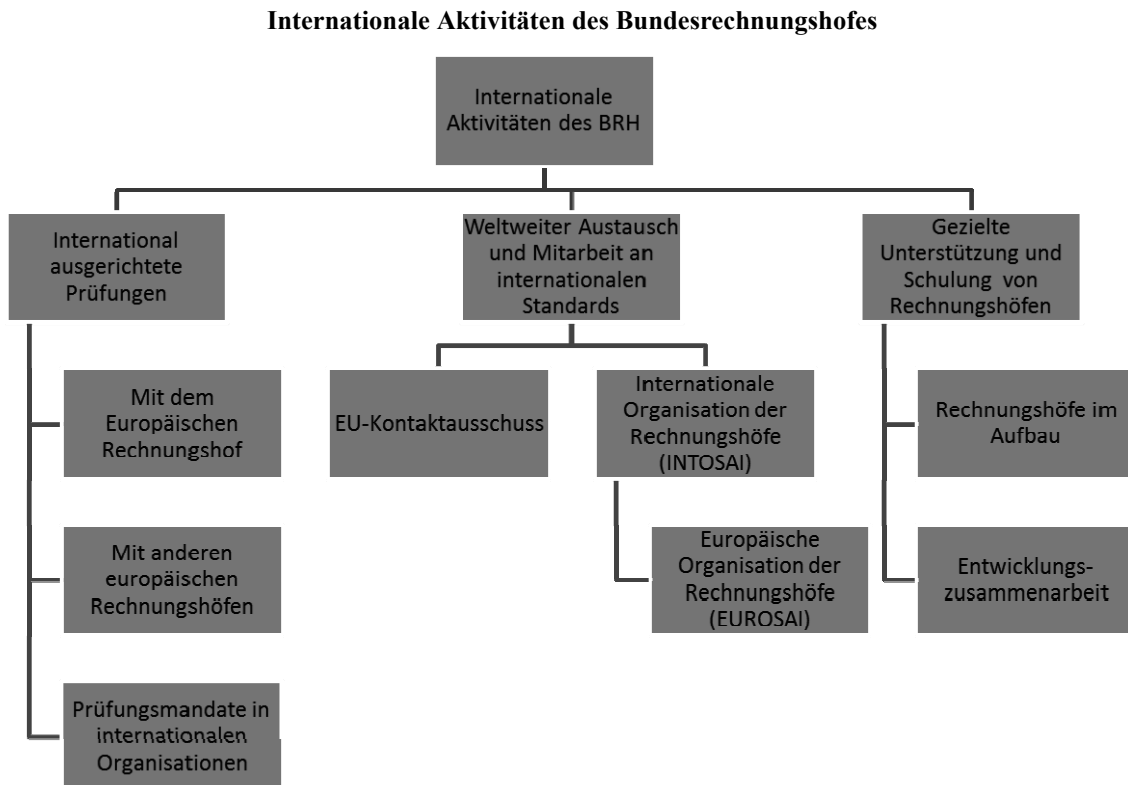 Internationale Aktivitäten des Bundesrechnungshofes
Internationale
Aktivitäten des BRH
International
ausgerichtete
Prüfungen
Mit dem
Europäischen
Rechnungshof
Mit anderen
europäischen
Rechnungshöfen
Prüfungsmandate in
internationalen
Organisationen
Weltweiter Austausch
und Mitarbeit an
internationalen
Standards
EU-Kontaktausschuss
Internationale
Organisation der
Rechnungshöfe
(INTOSAI)
Europäische
Organisation der
Rechnungshöfe
(EUROSAI)
Gezielte
Unterstützung und
Schulung von
Rechnungshöfen
Rechnungshöfe im
Aufbau
Entwicklungs-
zusammenarbeit